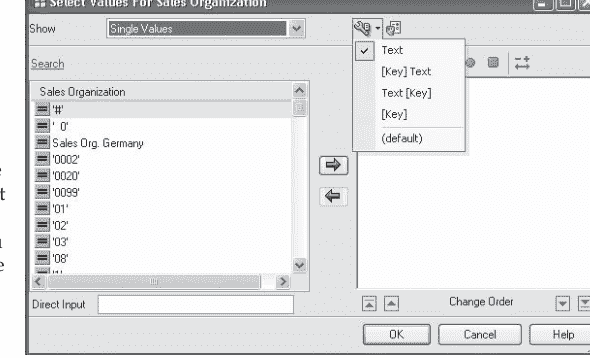 Select Values For Sales Organization
Show Single Values
Search
Sales Organization
'#'
' 0'
Sales Org. Germany
'0002'
'0020'
'0099'
'01'
'02'
'03'
'08'
Direct Input
Text
[Key] Text
Text [Key]
[Key]
(default)
Change Order
OK Cancel Help